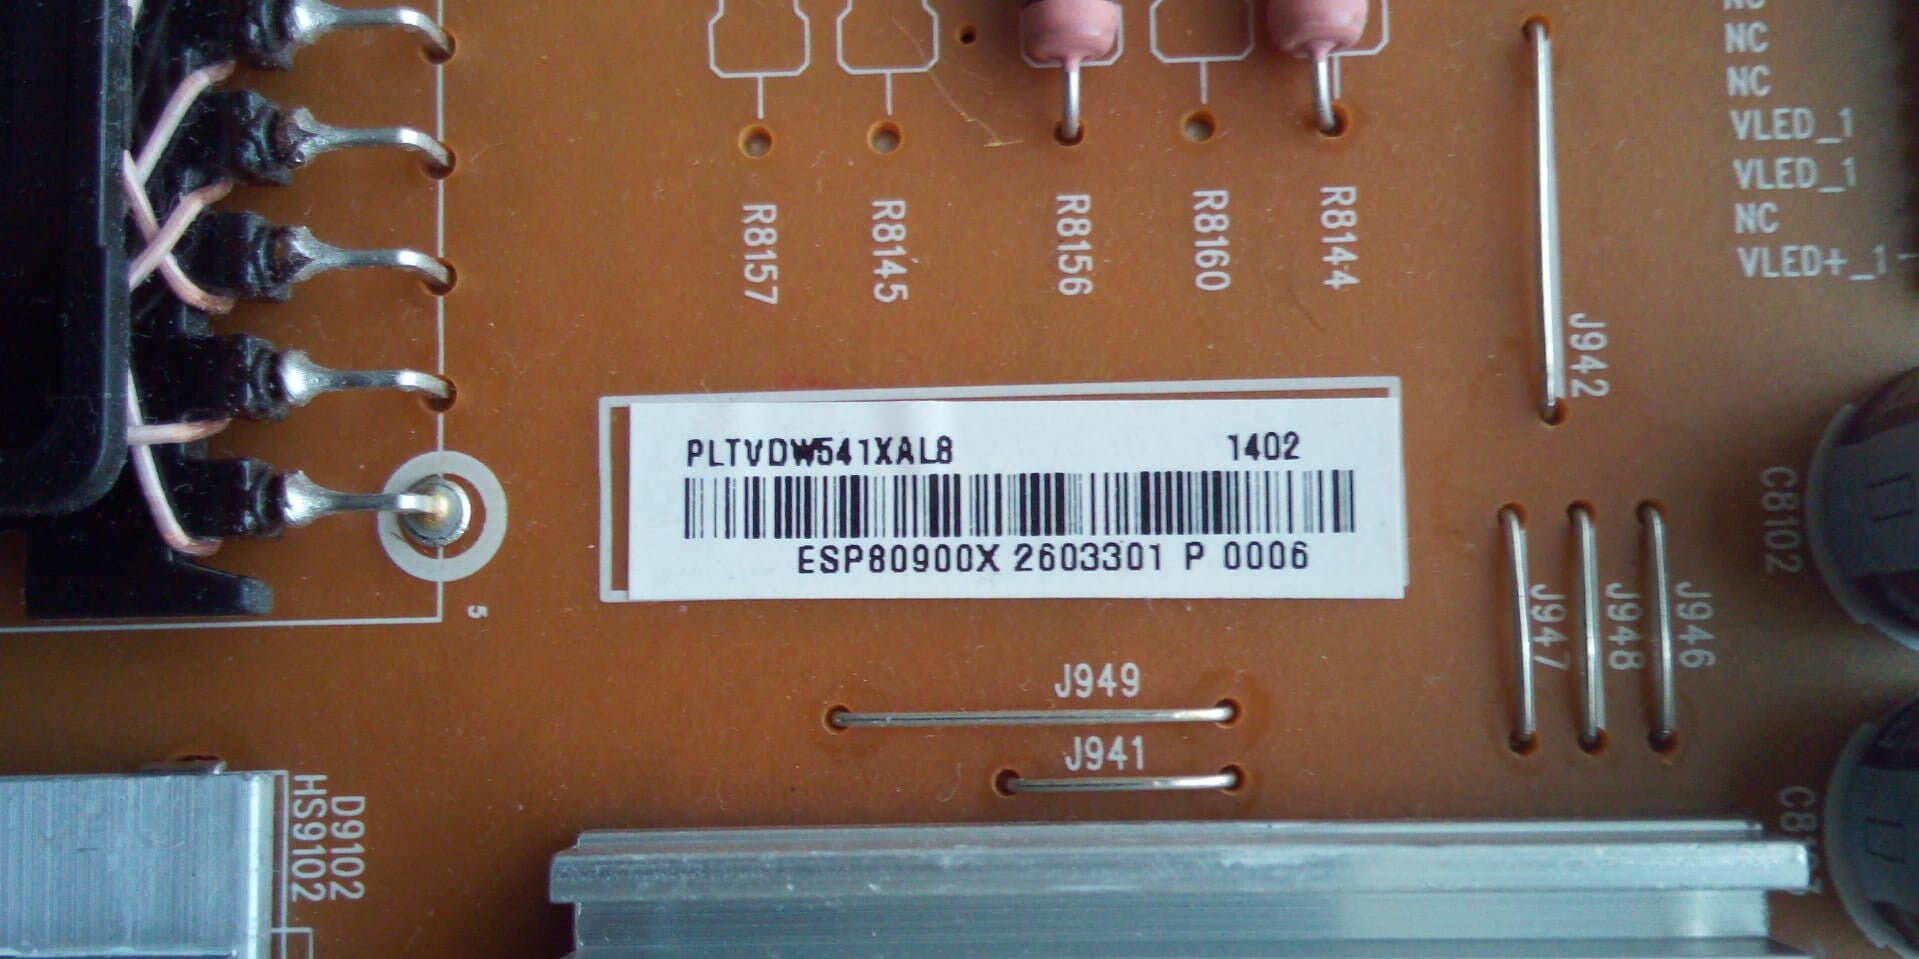 NC
NC
VLED_1
VLED_1
NC
VLED+_1
R8157
R8145
R8156
R8160
R8144
J942
PLTVDW541XAL8 1402
ESP80900X 2603301 P 0006
C8102
J947
J948
J946
5
J949
J941
D9102
HS9102